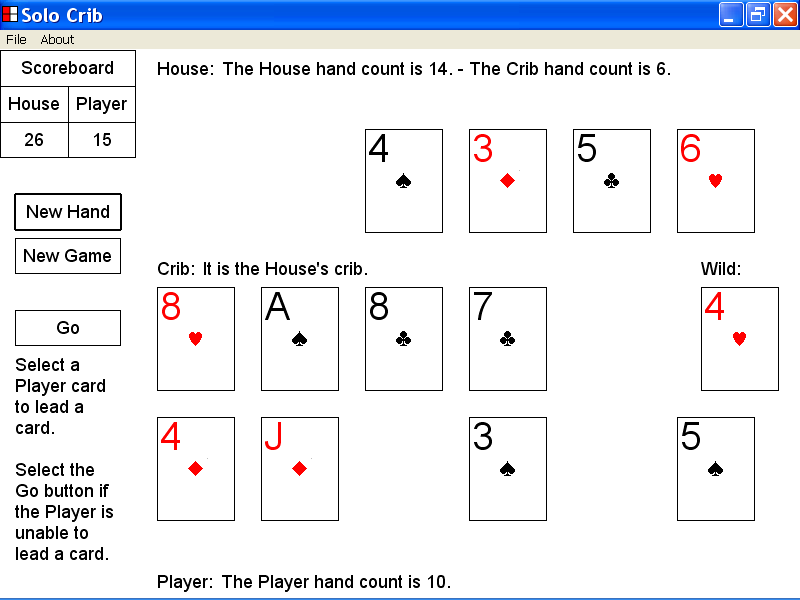 Solo Crib
File About
Scoreboard
House Player
26 15
House: The House hand count is 14. - The Crib hand count is 6.
4 3 5 6
New Hand
New Game
Crib: It is the House's crib.
Wild:
8 A 8 7 4
Go
Select a
Player card
to lead a
card.
Select the
Go button if
the Player is
unable to
lead a card.
4 J 3 5
Player: The Player hand count is 10.